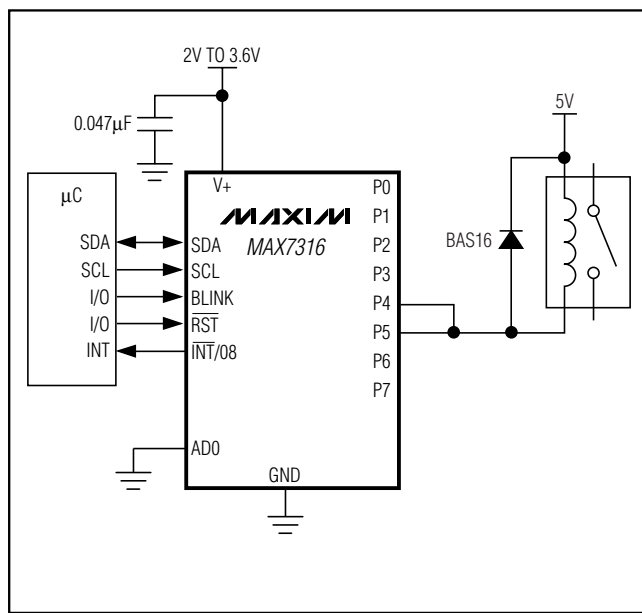 2V TO 3.6V
0.047μF
5V
μC
V+
P0
MAXIM
P1
SDA
SDA
MAX7316
P2
BAS16
SCL
SCL
P3
I/O
BLINK
P4
I/O
RST
P5
INT
INT/08
P6
P7
AD0
GND